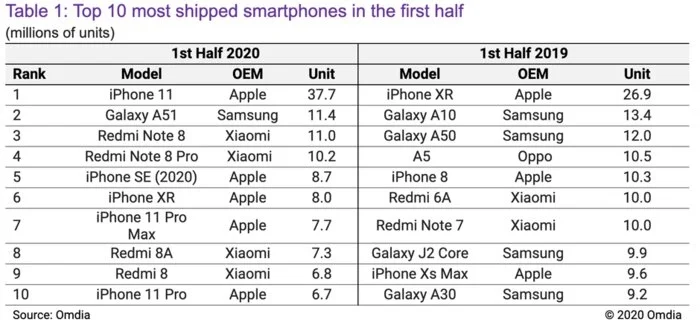 Table 1: Top 10 most shipped smartphones in the first half
(millions of units)
1st Half 2020 1st Half 2019
Rank Model OEM Unit Model OEM Unit
1 iPhone 11 Apple 37.7 iPhone XR Apple 26.9
2 Galaxy A51 Samsung 11.4 Galaxy A10 Samsung 13.4
3 Redmi Note 8 Xiaomi 11.0 Galaxy A50 Samsung 12.0
4 Redmi Note 8 Pro Xiaomi 10.2 A5 Oppo 10.5
5 iPhone SE (2020) Apple 8.7 iPhone 8 Apple 10.3
6 iPhone XR Apple 8.0 Redmi 6A Xiaomi 10.0
7 iPhone 11 Pro Max Apple 7.7 Redmi Note 7 Xiaomi 10.0
8 Redmi 8A Xiaomi 7.3 Galaxy J2 Core Samsung 9.9
9 Redmi 8 Xiaomi 6.8 iPhone Xs Max Apple 9.6
10 iPhone 11 Pro Apple 6.7 Galaxy A30 Samsung 9.2
Source: Omdia © 2020 Omdia